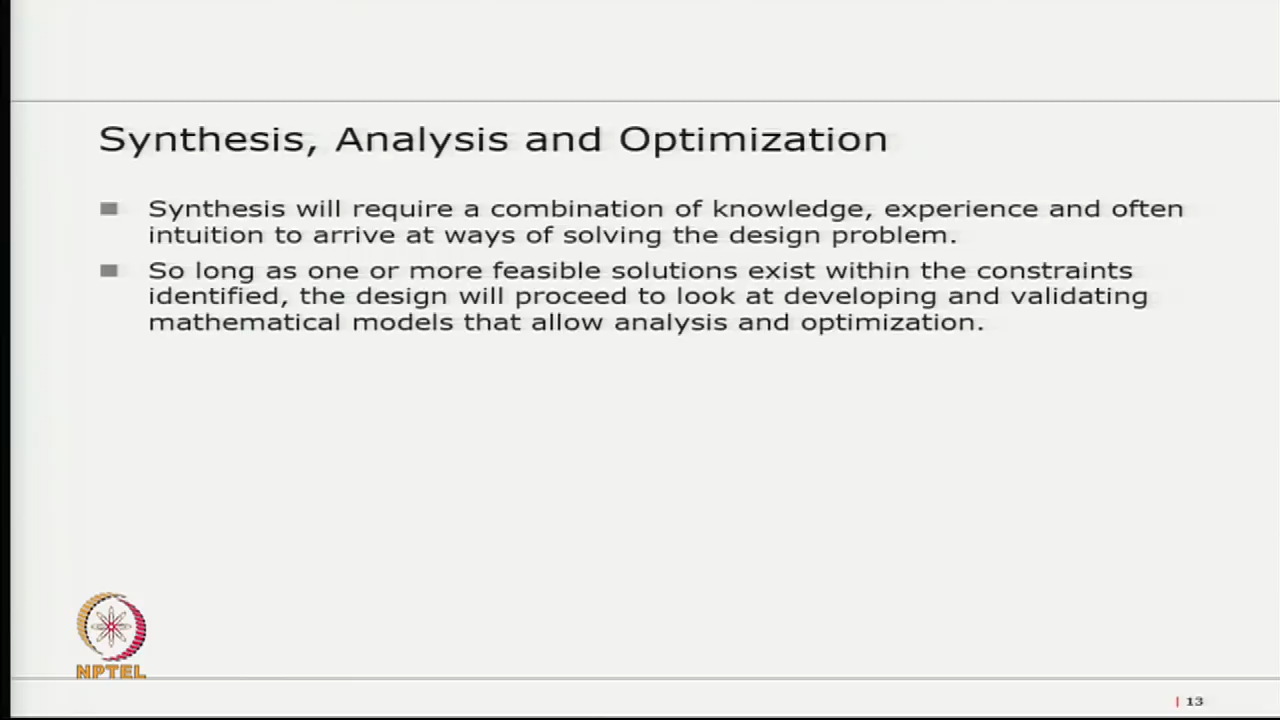 Synthesis, Analysis and Optimization
Synthesis will require a combination of knowledge, experience and often
intuition to arrive at ways of solving the design problem.
So long as one or more feasible solutions exist within the constraints
identified, the design will proceed to look at developing and validating
mathematical models that allow analysis and optimization.
NPTEL
| 13